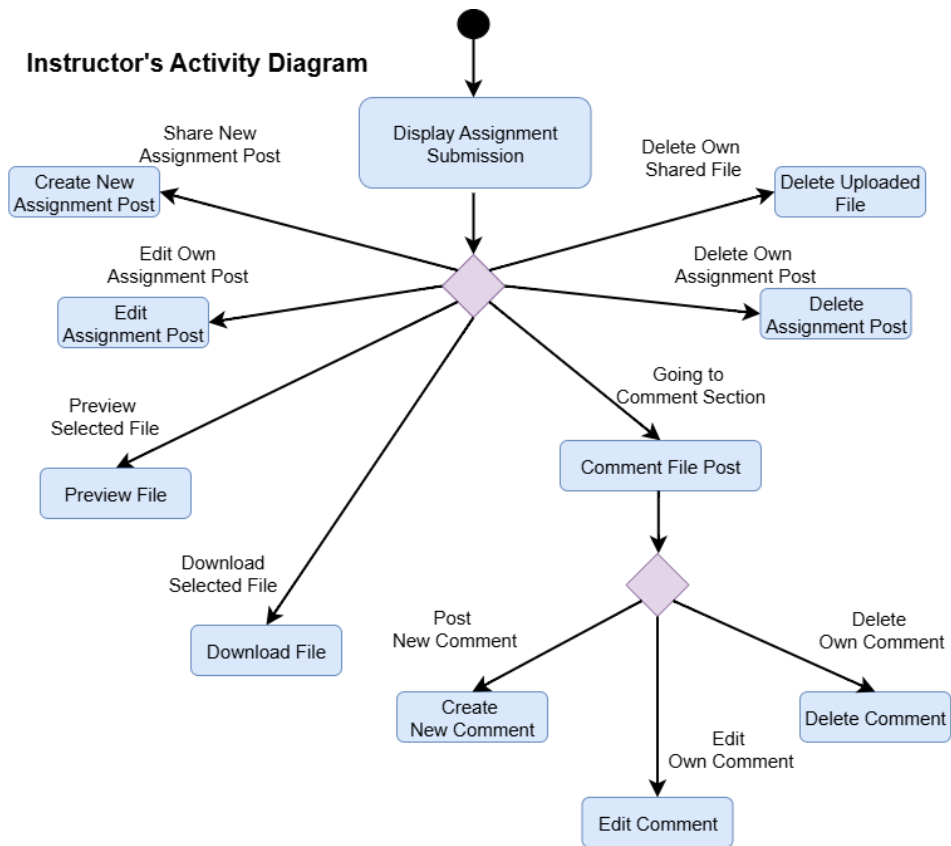 Instructor's Activity Diagram
Display Assignment
Submission
Share New
Assignment Post
Create New
Assignment Post
Delete Own
Shared File
Delete Uploaded
File
Edit Own
Assignment Post
Edit
Assignment Post
Delete Own
Assignment Post
Delete
Assignment Post
Preview
Selected File
Preview File
Going to
Comment Section
Comment File Post
Download
Selected File
Download File
Post
New Comment
Create
New Comment
Delete
Own Comment
Delete Comment
Edit
Own Comment
Edit Comment